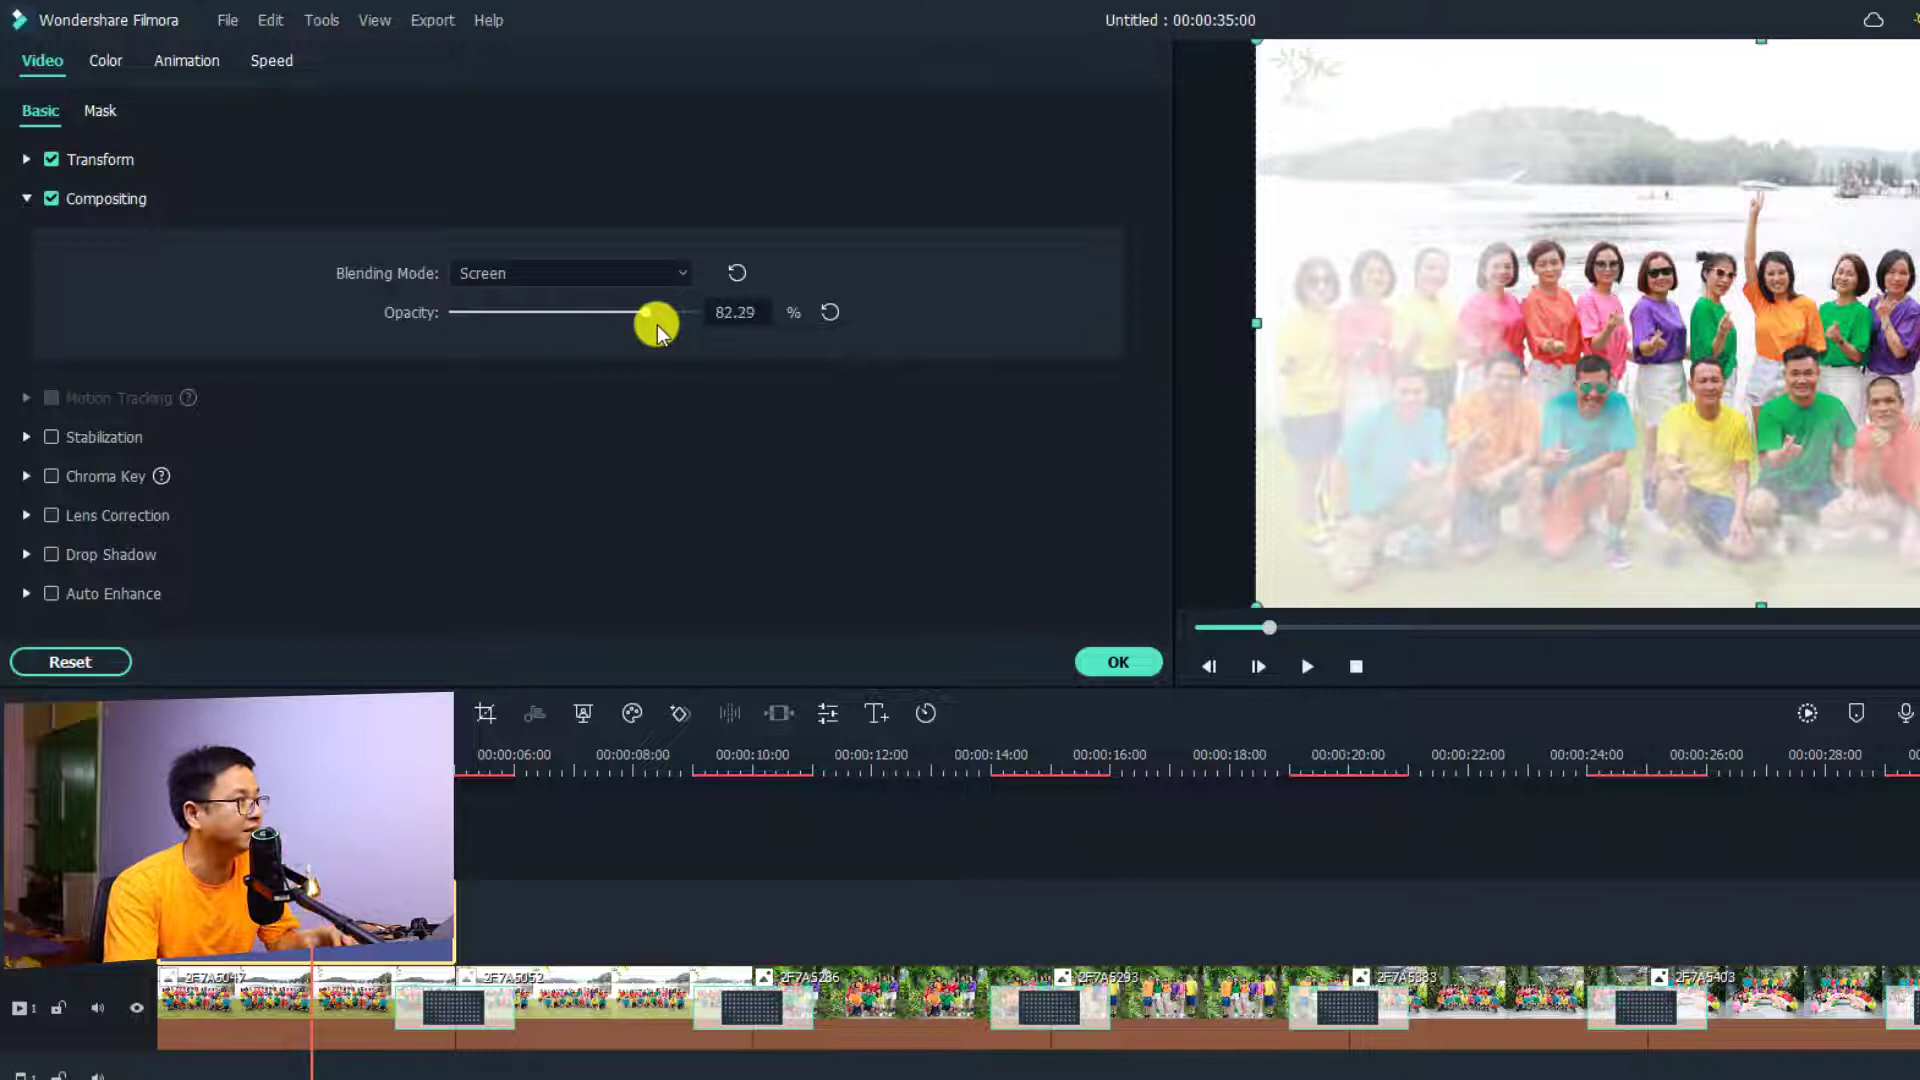 Wondershare Filmora File Edit Tools View Export Help Untitled : 00:00:35:00
Video Color Animation Speed
Basic Mask
Transform
Compositing
Blending Mode: Screen
Opacity: 82.29 %
Motion Tracking ?
Stabilization
Chroma Key ?
Lens Correction
Drop Shadow
Auto Enhance
Reset OK
00:00:06:00 00:00:08:00 00:00:10:00 00:00:12:00 00:00:14:00 00:00:16:00 00:00:18:00 00:00:20:00 00:00:22:00 00:00:24:00 00:00:26:00 00:00:28:00
2F7A5047 2F7A5052 2F7A5286 2F7A5293 2F7A5383 2F7A5403
1
1